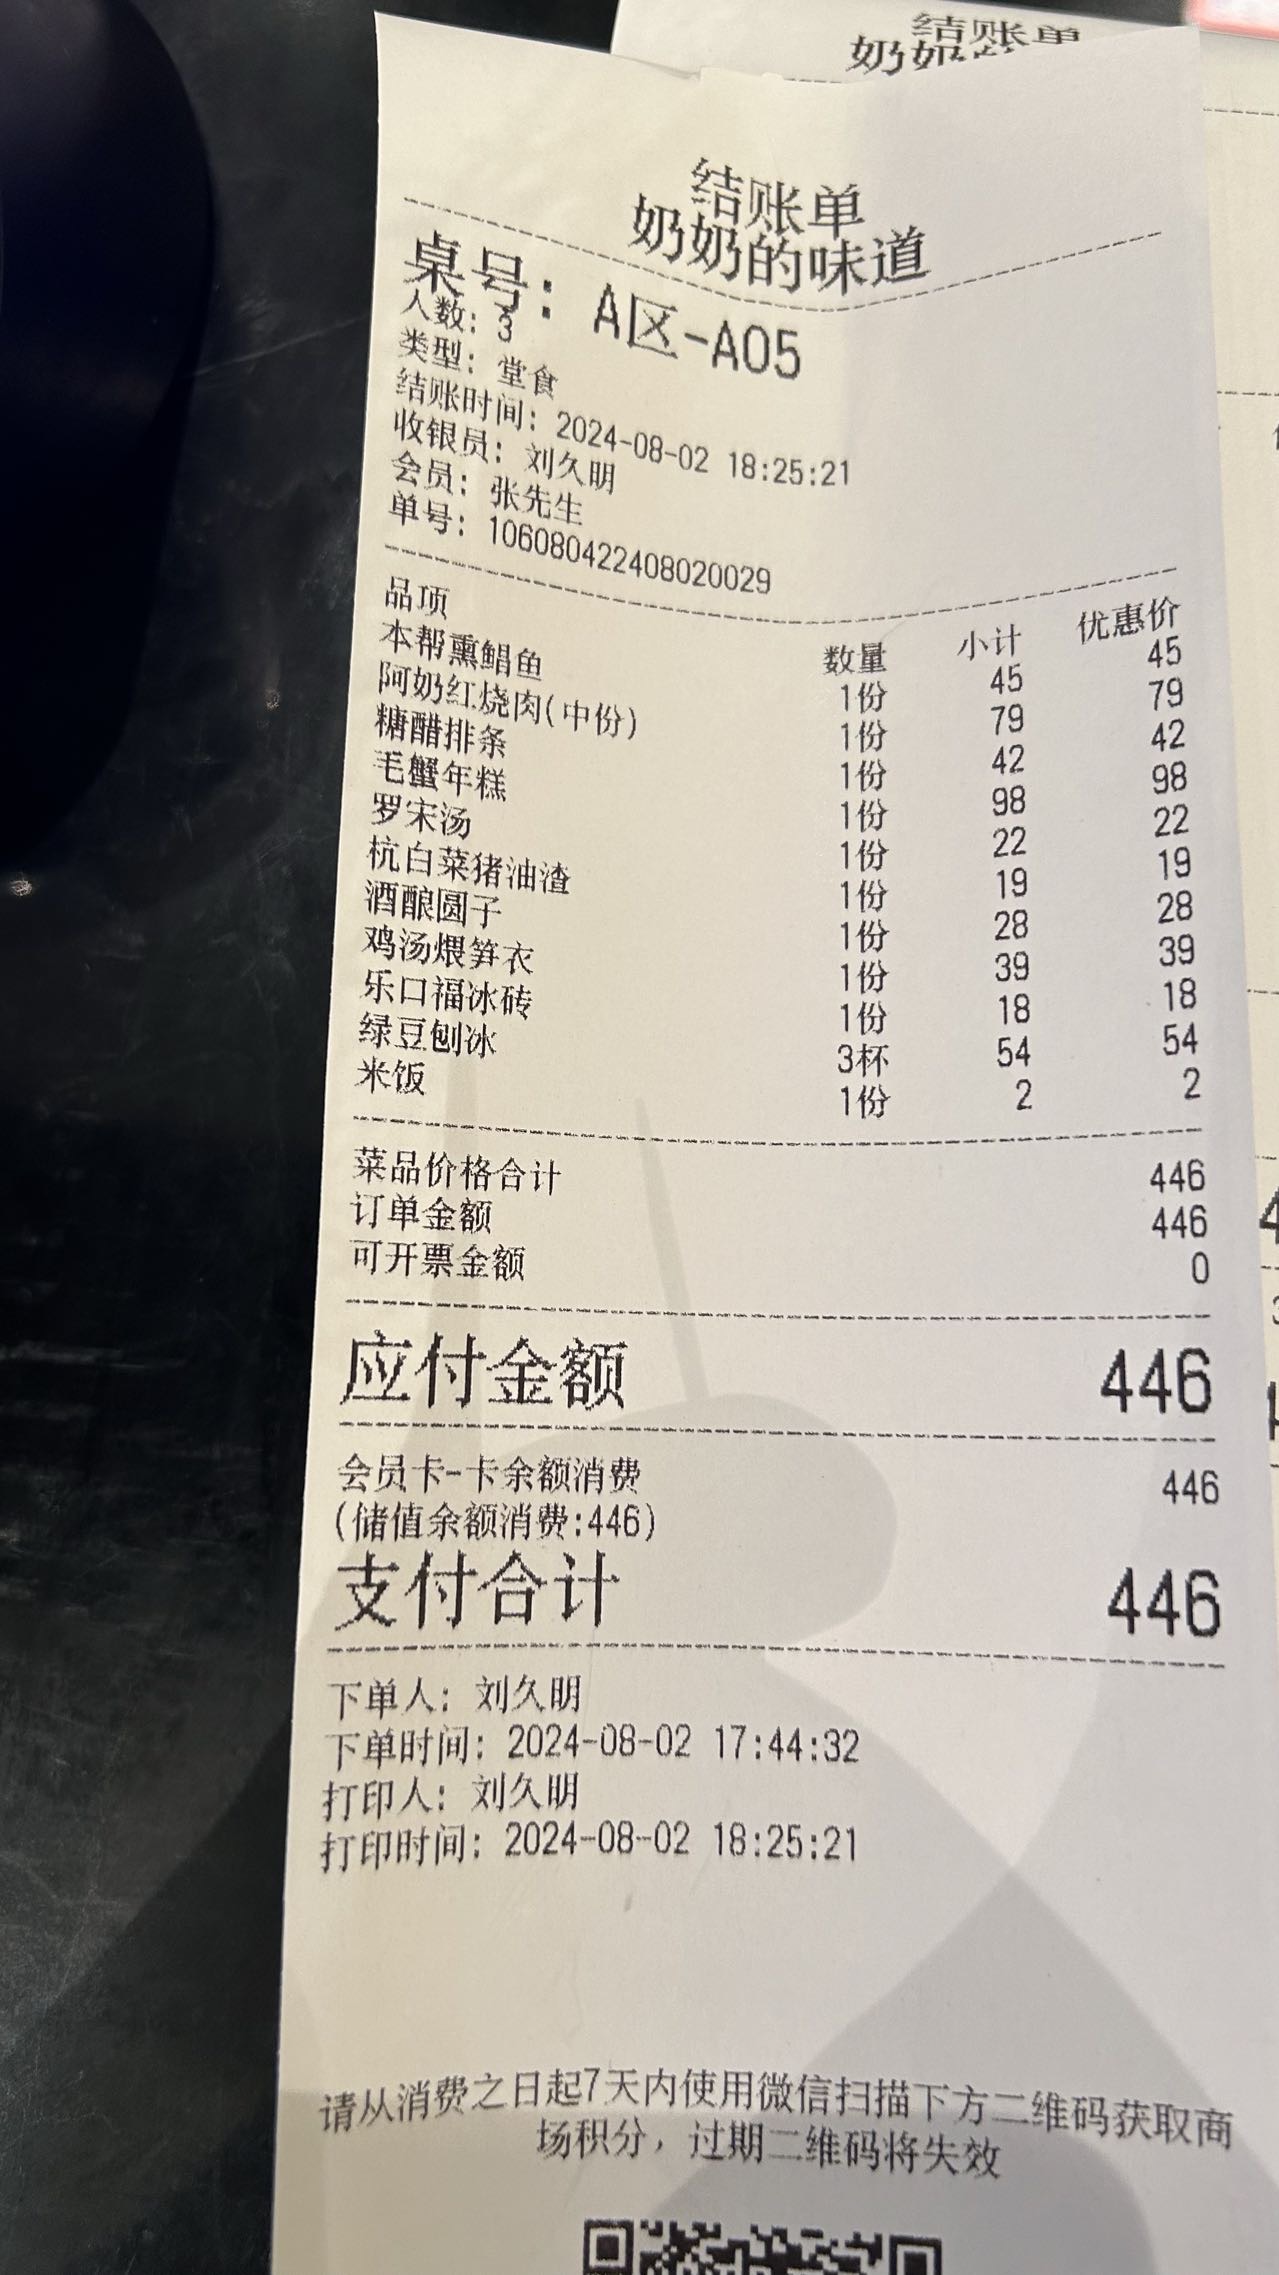 结账单
奶奶的味道
桌号：A区-A05
人数：3
类型：堂食
结账时间：2024-08-02 18:25:21
收银员：刘久明
会员：张先生
单号：106080422408020029
品项 数量 小计 优惠价
本帮熏鲳鱼 1份 45 45
阿奶红烧肉(中份) 1份 79 79
糖醋排条 1份 42 42
毛蟹年糕 1份 98 98
罗宋汤 1份 22 22
杭白菜猪油渣 1份 19 19
酒酿圆子 1份 28 28
鸡汤煨笋衣 1份 39 39
乐口福冰砖 1份 18 18
绿豆刨冰 3杯 54 54
米饭 1份 2 2
菜品价格合计 446
订单金额 446
可开票金额 0
应付金额 446
会员卡-卡余额消费 446
(储值余额消费:446)
支付合计 446
下单人：刘久明
下单时间：2024-08-02 17:44:32
打印人：刘久明
打印时间：2024-08-02 18:25:21
请从消费之日起7天内使用微信扫描下方二维码获取商
场积分，过期二维码将失效
结账单